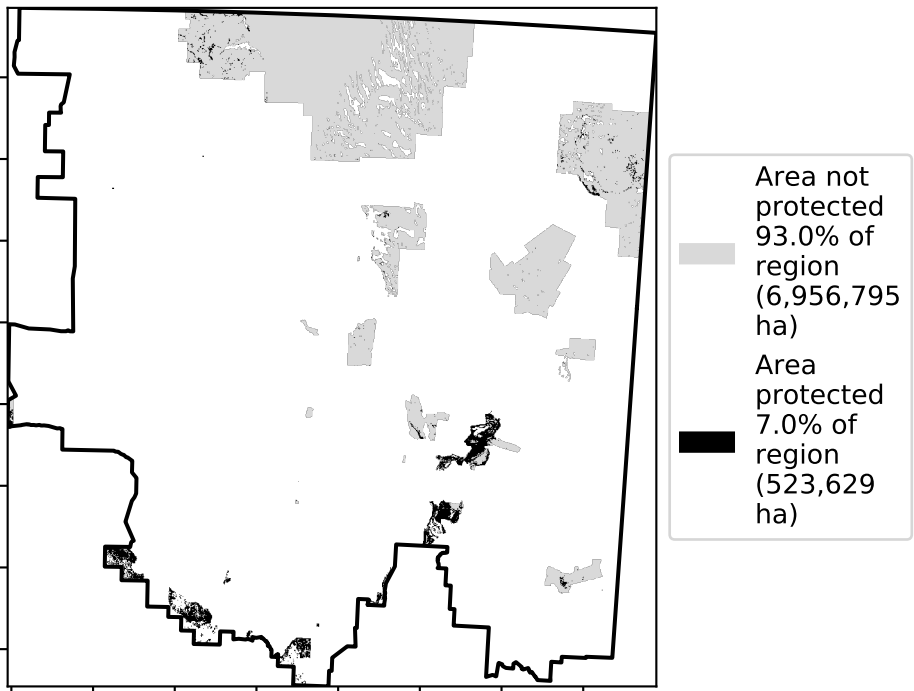 Area not
protected
93.0% of
region
(6,956,795
ha)
Area
protected
7.0% of
region
(523,629
ha)